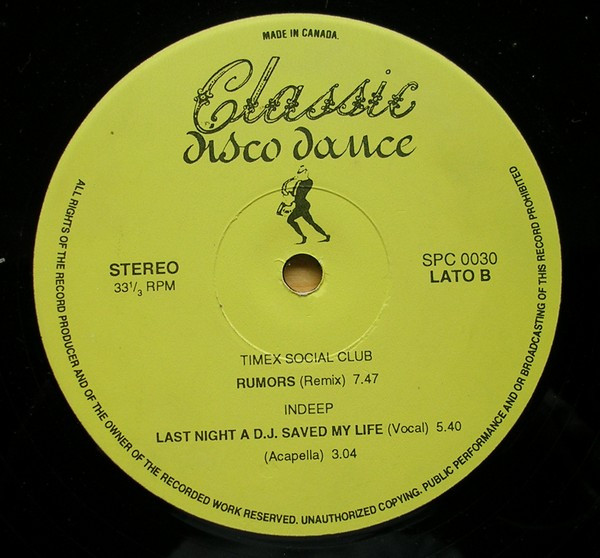 MADE IN CANADA.
Classic
disco dance
STEREO
33 1/3 RPM
SPC 0030
LATO B
TIMEX SOCIAL CLUB
RUMORS (Remix) 7.47
INDEEP
LAST NIGHT A D.J. SAVED MY LIFE (Vocal) 5.40
(Acapella) 3.04
ALL RIGHTS OF THE RECORD PRODUCER AND OF THE OWNER OF THE RECORDED WORK RESERVED. UNAUTHORIZED COPYING. PUBLIC PERFORMANCE AND/OR BROADCASTING OF THIS RECORD PROHIBITED